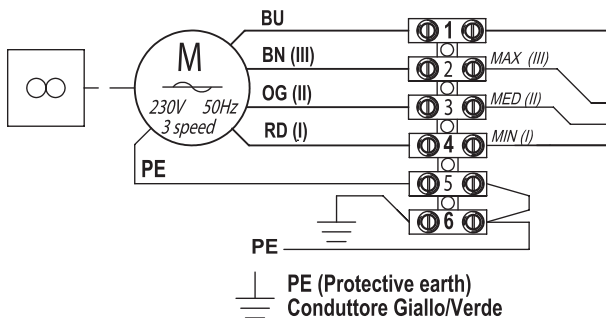 BU
1
BN (III)
2
MAX (III)
M
230V 50Hz
3 speed
OG (II)
3
MED (II)
RD (I)
4
MIN (I)
PE
5
6
PE
PE (Protective earth)
Conduttore Giallo/Verde